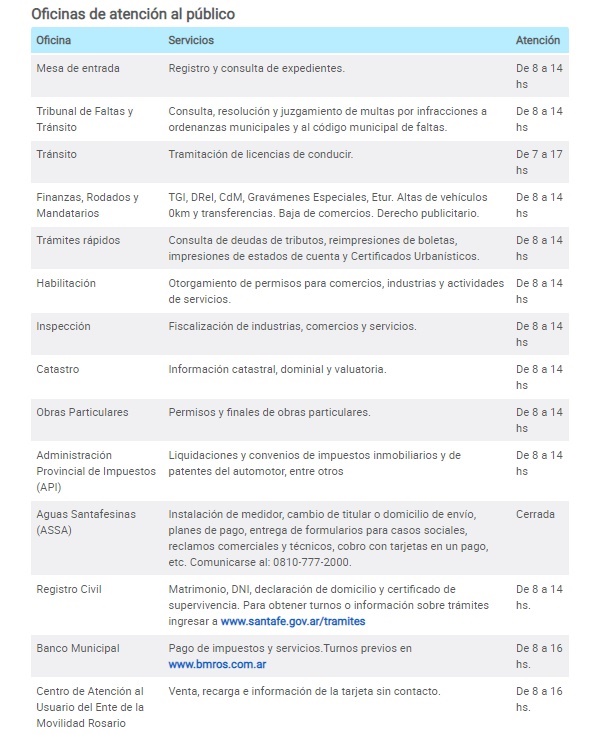 Oficinas de atención al público
Oficina Servicios Atención
Mesa de entrada Registro y consulta de expedientes. De 8 a 14
hs
Tribunal de Faltas y Consulta, resolución y juzgamiento de multas por infracciones a De 8 a 14
Tránsito ordenanzas municipales y al código municipal de faltas. hs
Tránsito Tramitación de licencias de conducir. De 7 a 17
hs
Finanzas, Rodados y TGI, DReI, CdM, Gravámenes Especiales, Etur. Altas de vehículos De 8 a 14
Mandatarios 0km y transferencias. Baja de comercios. Derecho publicitario. hs
Trámites rápidos Consulta de deudas de tributos, reimpresiones de boletas, De 8 a 14
impresiones de estados de cuenta y Certificados Urbanísticos. hs
Habilitación Otorgamiento de permisos para comercios, industrias y actividades De 8 a 14
de servicios. hs
Inspección Fiscalización de industrias, comercios y servicios. De 8 a 14
hs
Catastro Información catastral, dominial y valuatoria. De 8 a 14
hs
Obras Particulares Permisos y finales de obras particulares. De 8 a 14
hs
Administración Liquidaciones y convenios de impuestos inmobiliarios y de De 8 a 14
Provincial de Impuestos patentes del automotor, entre otros hs
(API)
Aguas Santafesinas Instalación de medidor, cambio de titular o domicilio de envío, Cerrada
(ASSA) planes de pago, entrega de formularios para casos sociales,
reclamos comerciales y técnicos, cobro con tarjetas en un pago,
etc. Comunicarse al: 0810-777-2000.
Registro Civil Matrimonio, DNI, declaración de domicilio y certificado de De 8 a 14
supervivencia. Para obtener turnos o información sobre trámites hs.
ingresar a www.santafe.gov.ar/tramites
Banco Municipal Pago de impuestos y servicios.Turnos previos en De 8 a 16
www.bmros.com.ar hs.
Centro de Atención al Venta, recarga e información de la tarjeta sin contacto. De 8 a 16
Usuario del Ente de la hs.
Movilidad Rosario